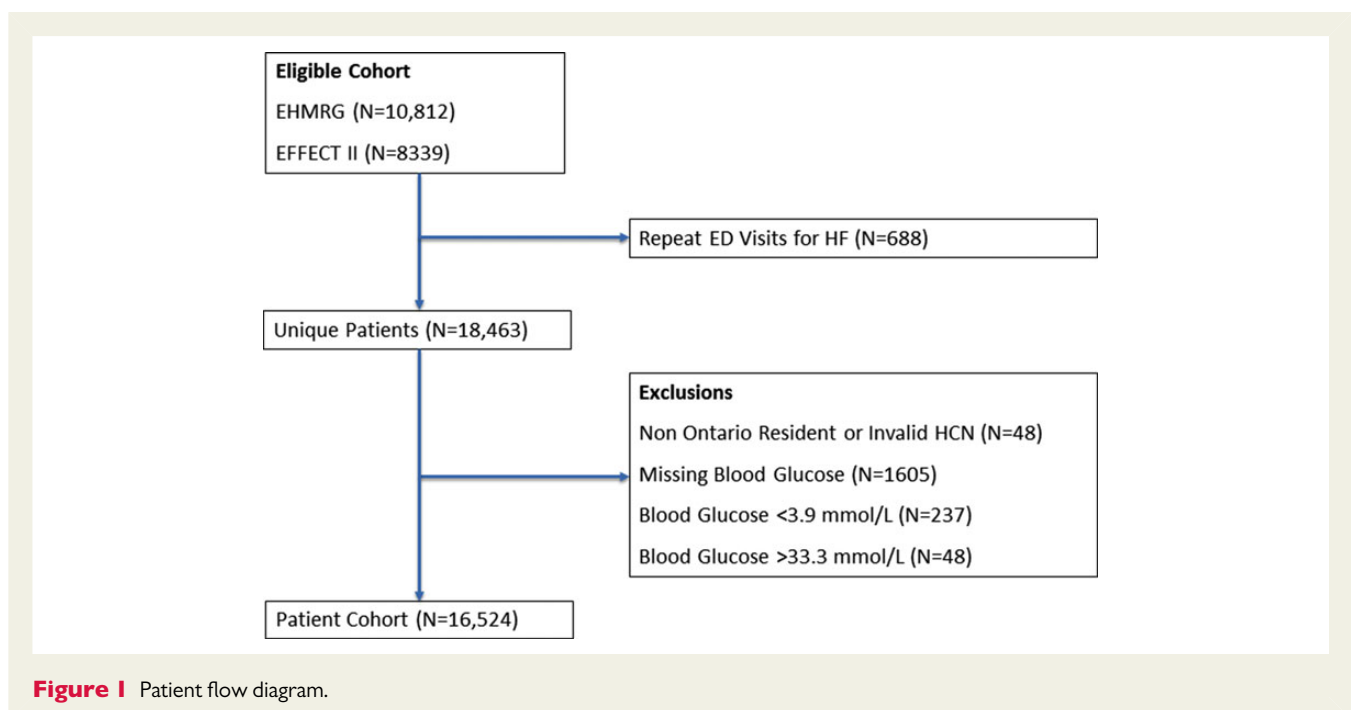 Eligible Cohort
EHMRG (N=10,812)
EFFECT II (N=8339)
Repeat ED Visits for HF (N=688)
Unique Patients (N=18,463)
Exclusions
Non Ontario Resident or Invalid HCN (N=48)
Missing Blood Glucose (N=1605)
Blood Glucose <3.9 mmol/L (N=237)
Blood Glucose >33.3 mmol/L (N=48)
Patient Cohort (N=16,524)
Figure 1 Patient flow diagram.